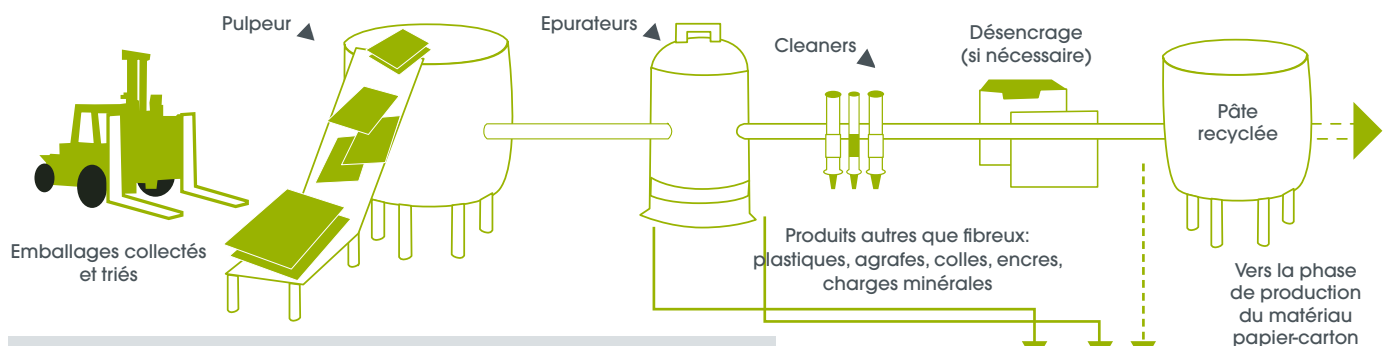 Pulpeur
Epurateurs
Cleaners
Désencrage
(si nécessaire)
Pâte
recyclée
Emballages collectés
et triés
Produits autres que fibreux:
plastiques, agrafes, colles, encres,
charges minérales
Vers la phase
de production
du matériau
papier-carton